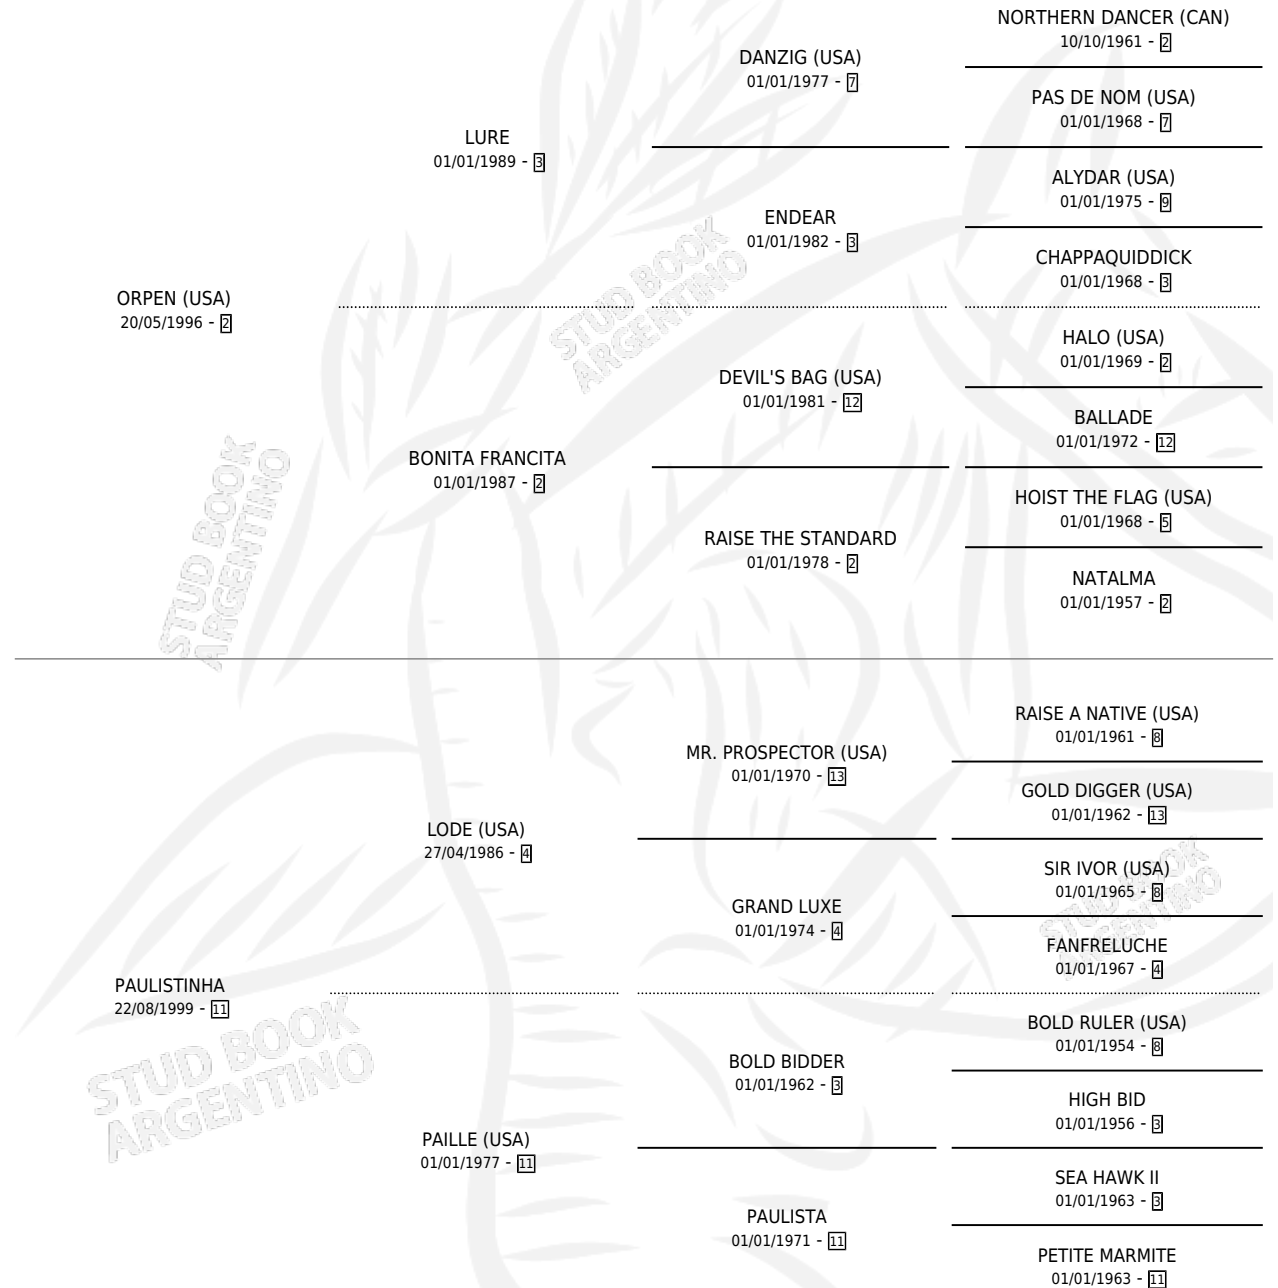 NORTHERN DANCER (CAN)
10/10/1961 - 2
DANZIG (USA)
01/01/1977 - 7
PAS DE NOM (USA)
01/01/1968 - 7
LURE
01/01/1989 - 3
ALYDAR (USA)
01/01/1975 - 9
ENDEAR
01/01/1982 - 3
CHAPPAQUIDDICK
01/01/1968 - 3
ORPEN (USA)
20/05/1996 - 2
STUD BOOK
ARGENTINO
HALO (USA)
01/01/1969 - 2
DEVIL'S BAG (USA)
01/01/1981 - 12
BALLADE
01/01/1972 - 12
BONITA FRANCITA
01/01/1987 - 2
HOIST THE FLAG (USA)
01/01/1968 - 5
RAISE THE STANDARD
01/01/1978 - 2
NATALMA
01/01/1957 - 2
STUD BOOK
ARGENTINO
RAISE A NATIVE (USA)
01/01/1961 - 8
MR. PROSPECTOR (USA)
01/01/1970 - 13
GOLD DIGGER (USA)
01/01/1962 - 13
LODE (USA)
27/04/1986 - 4
SIR IVOR (USA)
01/01/1965 - 8
GRAND LUXE
01/01/1974 - 4
STUD BOOK
ARGENTINO
FANFRELUCHE
01/01/1967 - 4
PAULISTINHA
22/08/1999 - 11
BOLD RULER (USA)
01/01/1954 - 8
BOLD BIDDER
01/01/1962 - 3
STUD BOOK
ARGENTINO
HIGH BID
01/01/1956 - 3
PAILLE (USA)
01/01/1977 - 11
SEA HAWK II
01/01/1963 - 3
PAULISTA
01/01/1971 - 11
PETITE MARMITE
01/01/1963 - 11